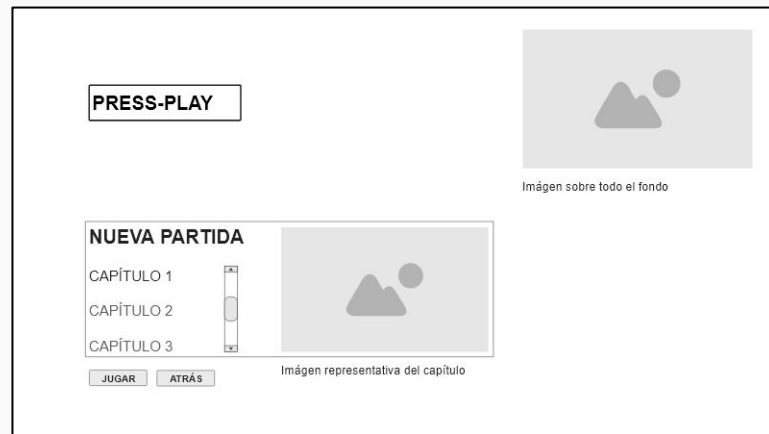 PRESS-PLAY
Imágen sobre todo el fondo
NUEVA PARTIDA
CAPÍTULO 1
CAPÍTULO 2
CAPÍTULO 3
JUGAR
ATRÁS
Imágen representativa del capítulo